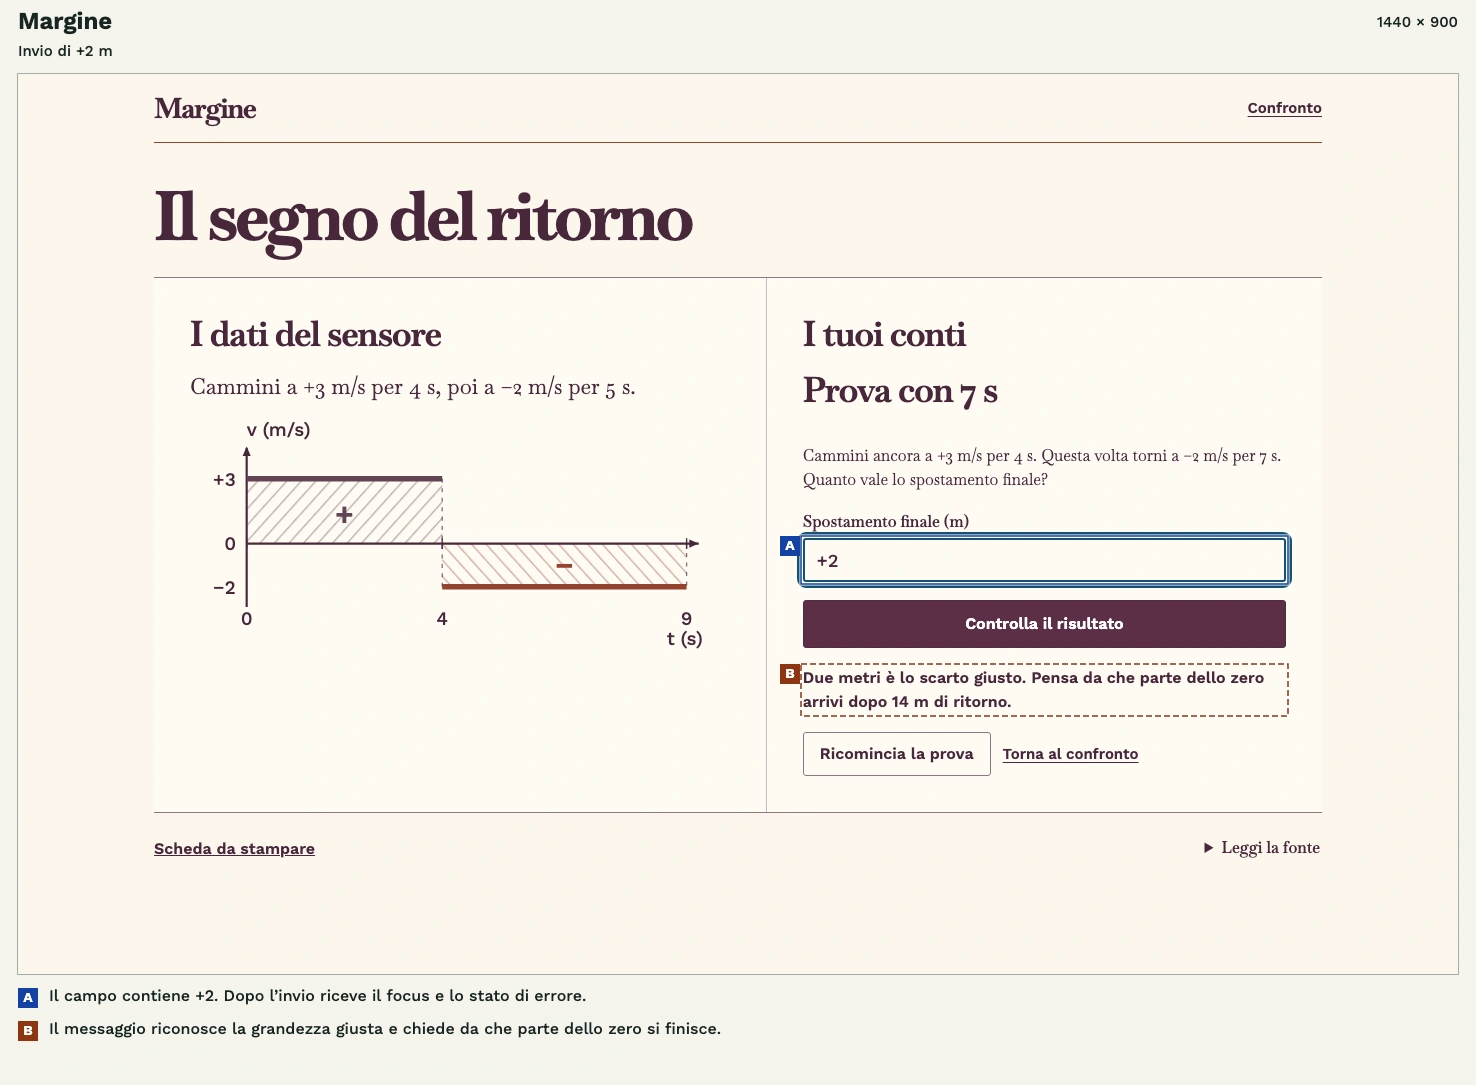 Margine
1440 × 900
Invio di +2 m
Margine
Confronto
Il segno del ritorno
I dati del sensore
Cammini a +3 m/s per 4 s, poi a −2 m/s per 5 s.
v (m/s)
+3
+
0
−
−2
0
4
9
t (s)
I tuoi conti
Prova con 7 s
Cammini ancora a +3 m/s per 4 s. Questa volta torni a −2 m/s per 7 s.
Quanto vale lo spostamento finale?
Spostamento finale (m)
A
+2
Controlla il risultato
B
Due metri è lo scarto giusto. Pensa da che parte dello zero
arrivi dopo 14 m di ritorno.
Ricomincia la prova
Torna al confronto
Scheda da stampare
▶ Leggi la fonte
A Il campo contiene +2. Dopo l’invio riceve il focus e lo stato di errore.
B Il messaggio riconosce la grandezza giusta e chiede da che parte dello zero si finisce.